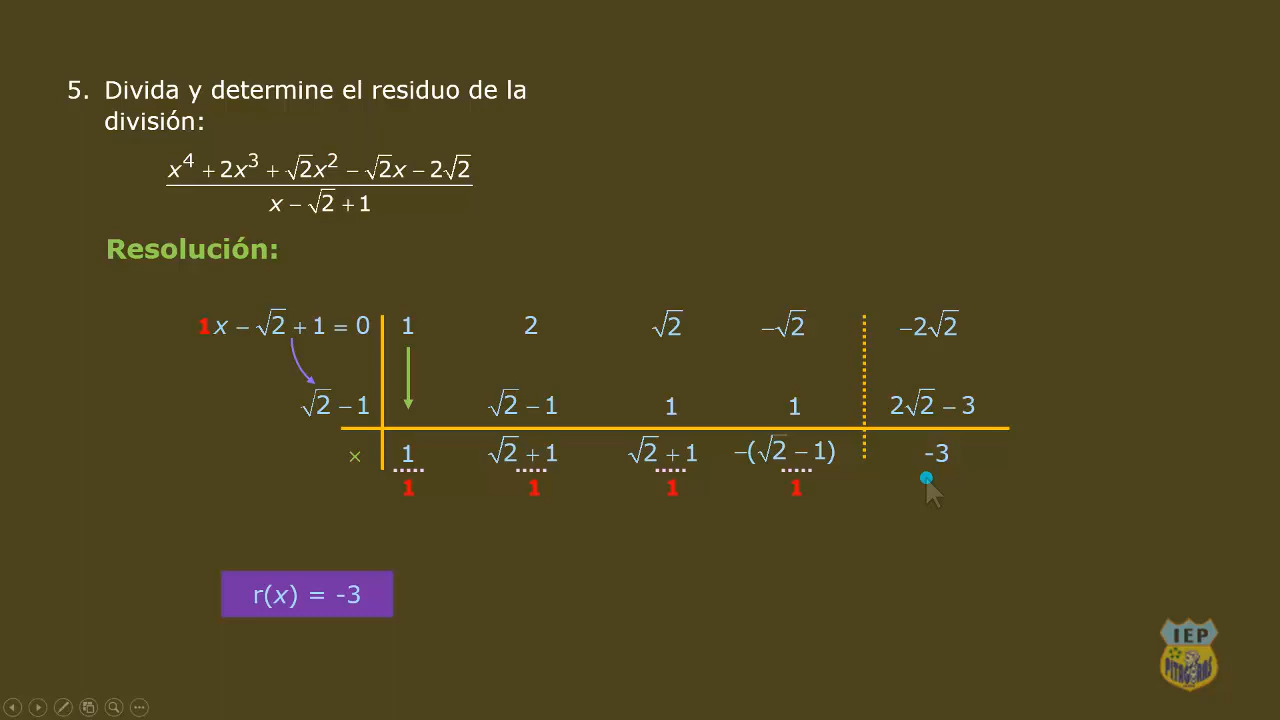 5. Divida y determine el residuo de la
división:
x⁴ + 2x³ + √2x² − √2x − 2√2
x − √2 + 1
Resolución:
1x − √2 + 1 = 0 1 2 √2 −√2 −2√2
√2 − 1 √2 − 1 1 1 2√2 − 3
× 1 √2 + 1 √2 + 1 −(√2 − 1) -3
1 1 1 1
r(x) = -3
IEP
PITAGORAS